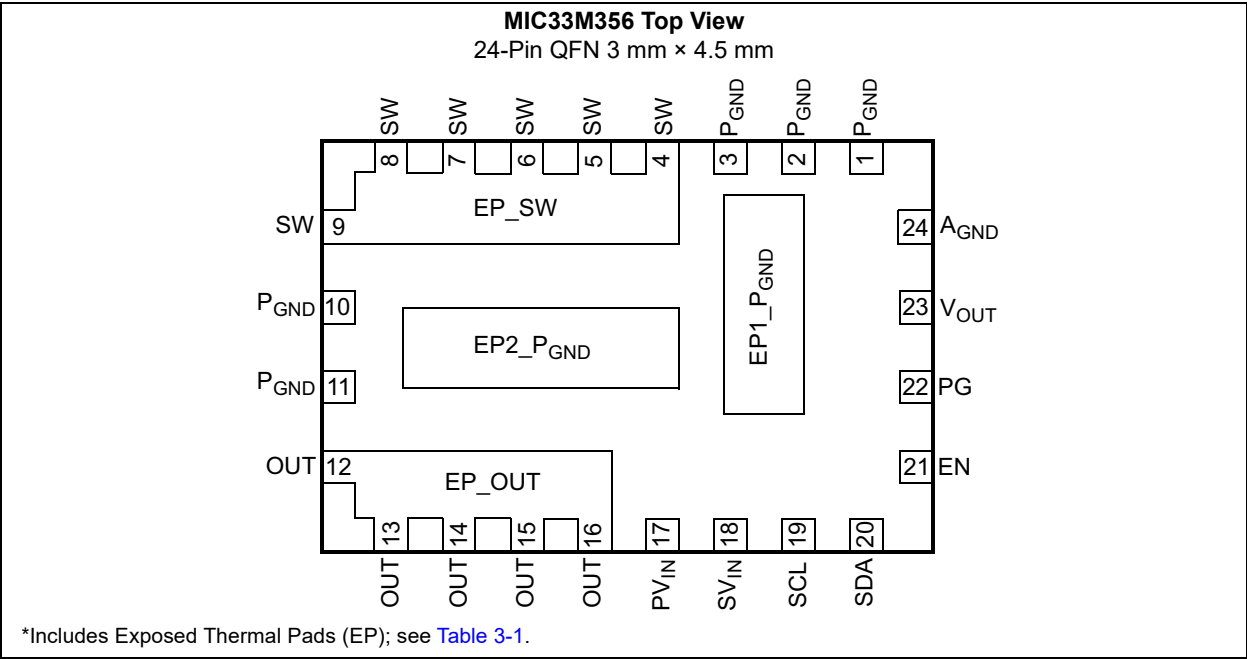 MIC33M356 Top View
24-Pin QFN 3 mm × 4.5 mm
SW SW SW SW SW PGND PGND PGND
8 7 6 5 4 3 2 1
SW 9 EP_SW 24 AGND
PGND 10 EP1_PGND 23 VOUT
EP2_PGND
PGND 11 22 PG
OUT 12 EP_OUT 21 EN
13 14 15 16 17 18 19 20
OUT OUT OUT OUT PVIN SVIN SCL SDA
*Includes Exposed Thermal Pads (EP); see Table 3-1.